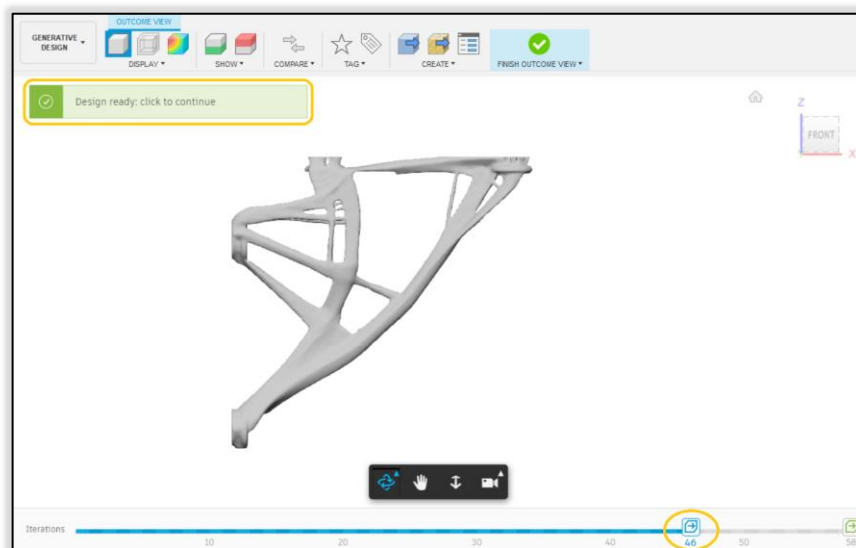 OUTCOME VIEW
GENERATIVE
DESIGN
DISPLAY
SHOW
COMPARE
TAG
CREATE
FINISH OUTCOME VIEW
Design ready: click to continue
Z
FRONT
X
Iterations
10
20
30
40
46
50
58